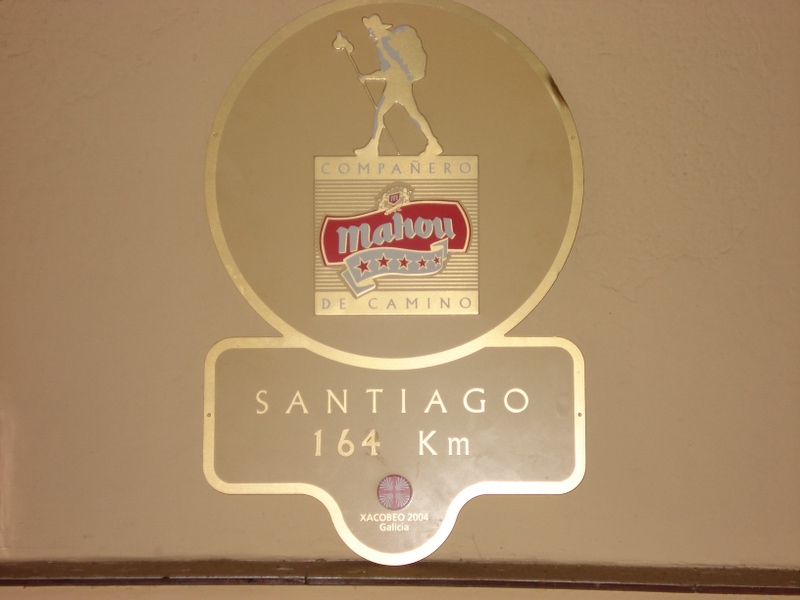 COMPAÑERO
Mahou
DE CAMINO
SANTIAGO
164 Km
XACOBEO 2004
Galicia